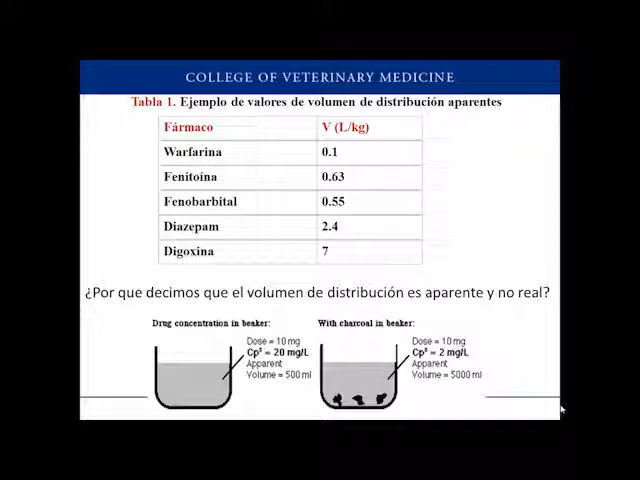 COLLEGE OF VETERINARY MEDICINE
Tabla 1. Ejemplo de valores de volumen de distribución aparentes
Fármaco V (L/kg)
Warfarina 0.1
Fenitoína 0.63
Fenobarbital 0.55
Diazepam 2.4
Digoxina 7
¿Por que decimos que el volumen de distribución es aparente y no real?
Drug concentration in beaker:
Dose = 10 mg
Cp° = 20 mg/L
Apparent
Volume = 500 ml
With charcoal in beaker:
Dose = 10 mg
Cp° = 2 mg/L
Apparent
Volume = 5000 ml